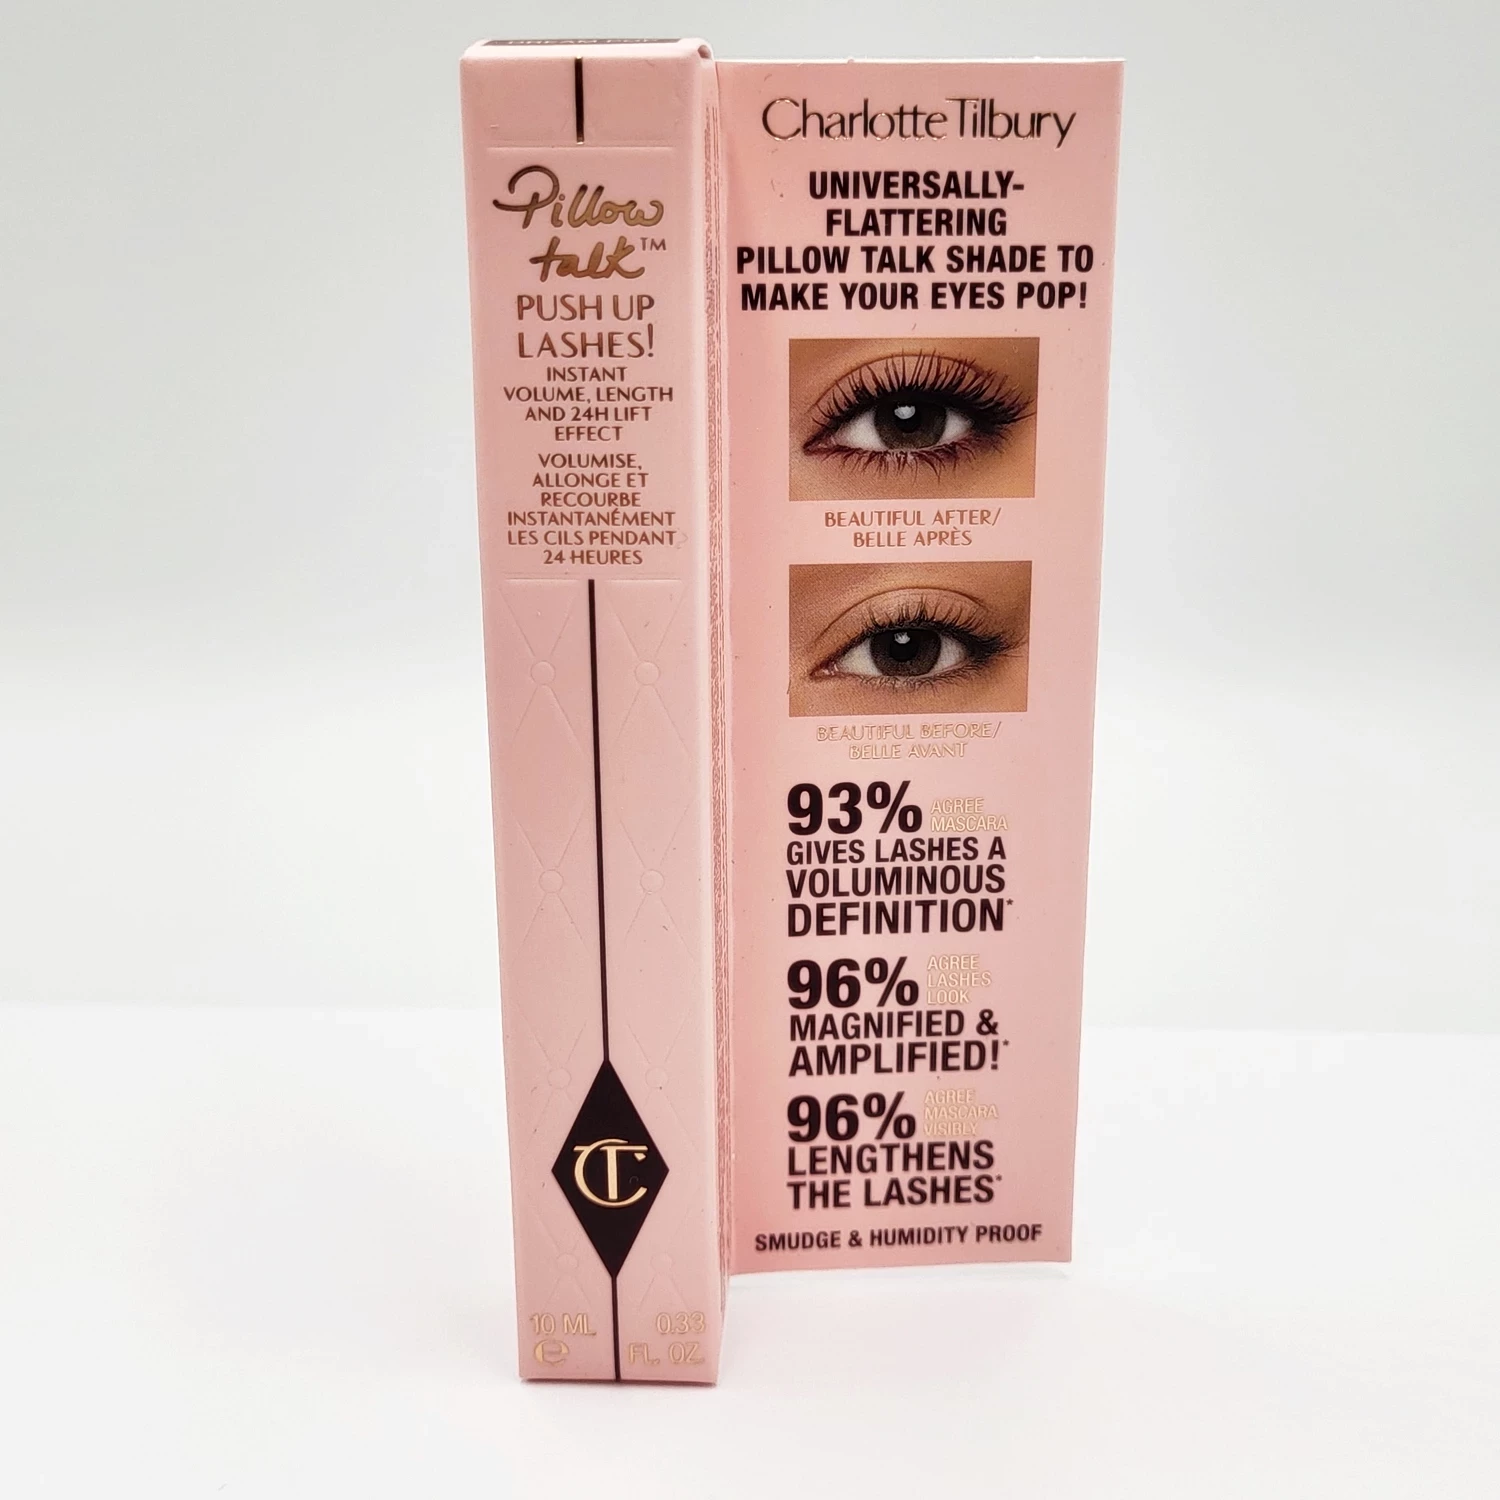 Pillow
talk™
PUSH UP
LASHES!
INSTANT
VOLUME, LENGTH
AND 24H LIFT
EFFECT
VOLUMISE,
ALLONGE ET
RECOURBE
INSTANTANÉMENT
LES CILS PENDANT
24 HEURES
CT
10 ML 0.33
e FL. OZ.
Charlotte Tilbury
UNIVERSALLY-
FLATTERING
PILLOW TALK SHADE TO
MAKE YOUR EYES POP!
BEAUTIFUL AFTER/
BELLE APRÈS
BEAUTIFUL BEFORE/
BELLE AVANT
93% AGREE
MASCARA
GIVES LASHES A
VOLUMINOUS
DEFINITION*
96% AGREE
LASHES
LOOK
MAGNIFIED &
AMPLIFIED!*
96% AGREE
MASCARA
VISIBLY
LENGTHENS
THE LASHES*
SMUDGE & HUMIDITY PROOF